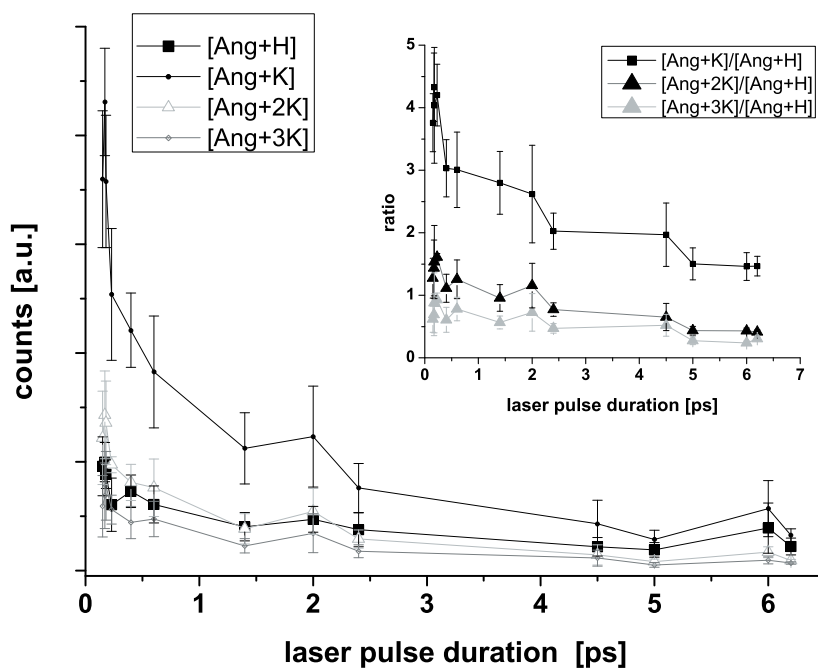 [Ang+H]
[Ang+K]
[Ang+2K]
[Ang+3K]
counts [a.u.]
0 1 2 3 4 5 6
laser pulse duration [ps]
[Ang+K]/[Ang+H]
[Ang+2K]/[Ang+H]
[Ang+3K]/[Ang+H]
5
4
3
2
1
0
ratio
0 1 2 3 4 5 6 7
laser pulse duration [ps]